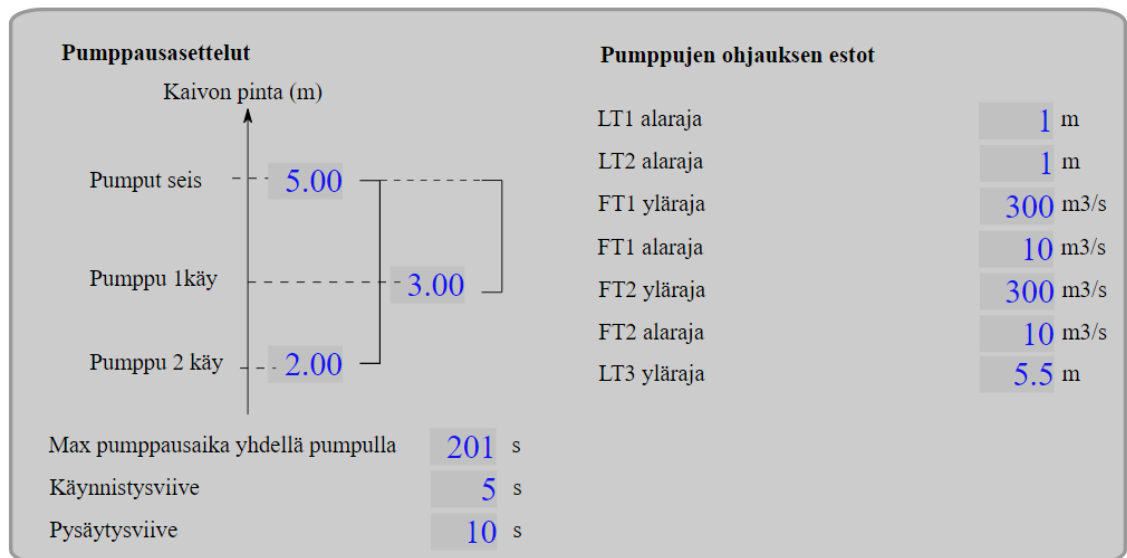 Pumppausasettelut
Kaivon pinta (m)
Pumput seis 5.00
Pumppu 1käy 3.00
Pumppu 2 käy 2.00
Max pumppausaika yhdellä pumpulla 201 s
Käynnistysviive 5 s
Pysäytysviive 10 s
Pumppujen ohjauksen estot
LT1 alaraja 1 m
LT2 alaraja 1 m
FT1 yläraja 300 m3/s
FT1 alaraja 10 m3/s
FT2 yläraja 300 m3/s
FT2 alaraja 10 m3/s
LT3 yläraja 5.5 m